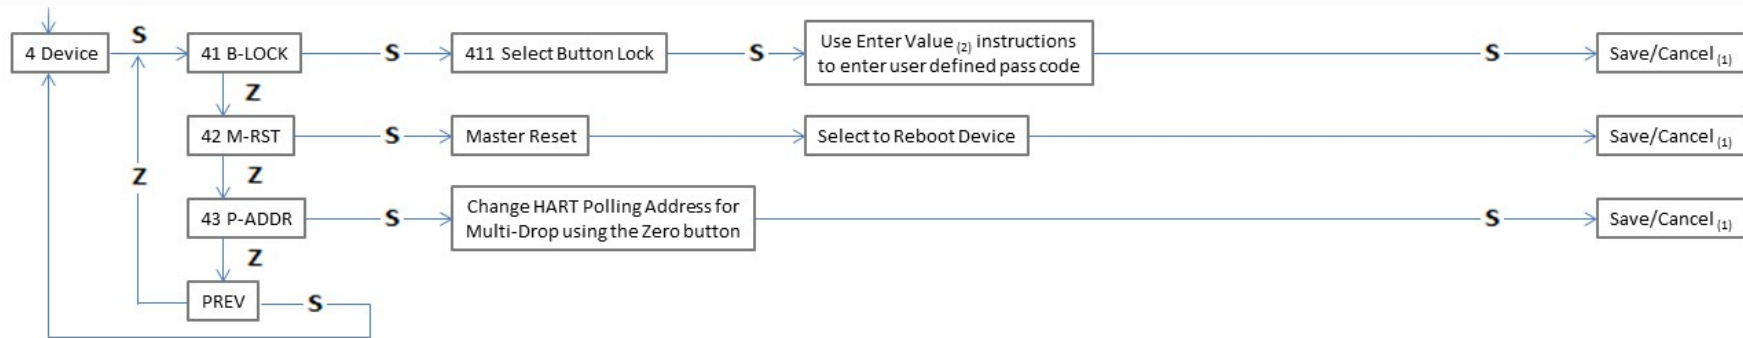 4 Device
S
41 B-LOCK
S
411 Select Button Lock
S
Use Enter Value (2) instructions
to enter user defined pass code
S
Save/Cancel (1)
Z
42 M-RST
S
Master Reset
Select to Reboot Device
Save/Cancel (1)
Z
Z
43 P-ADDR
S
Change HART Polling Address for
Multi-Drop using the Zero button
S
Save/Cancel (1)
Z
PREV
S